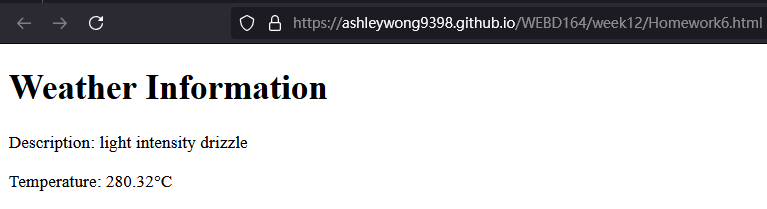 https://ashleywong9398.github.io/WEBD164/week12/Homework6.html
Weather Information
Description: light intensity drizzle
Temperature: 280.32°C